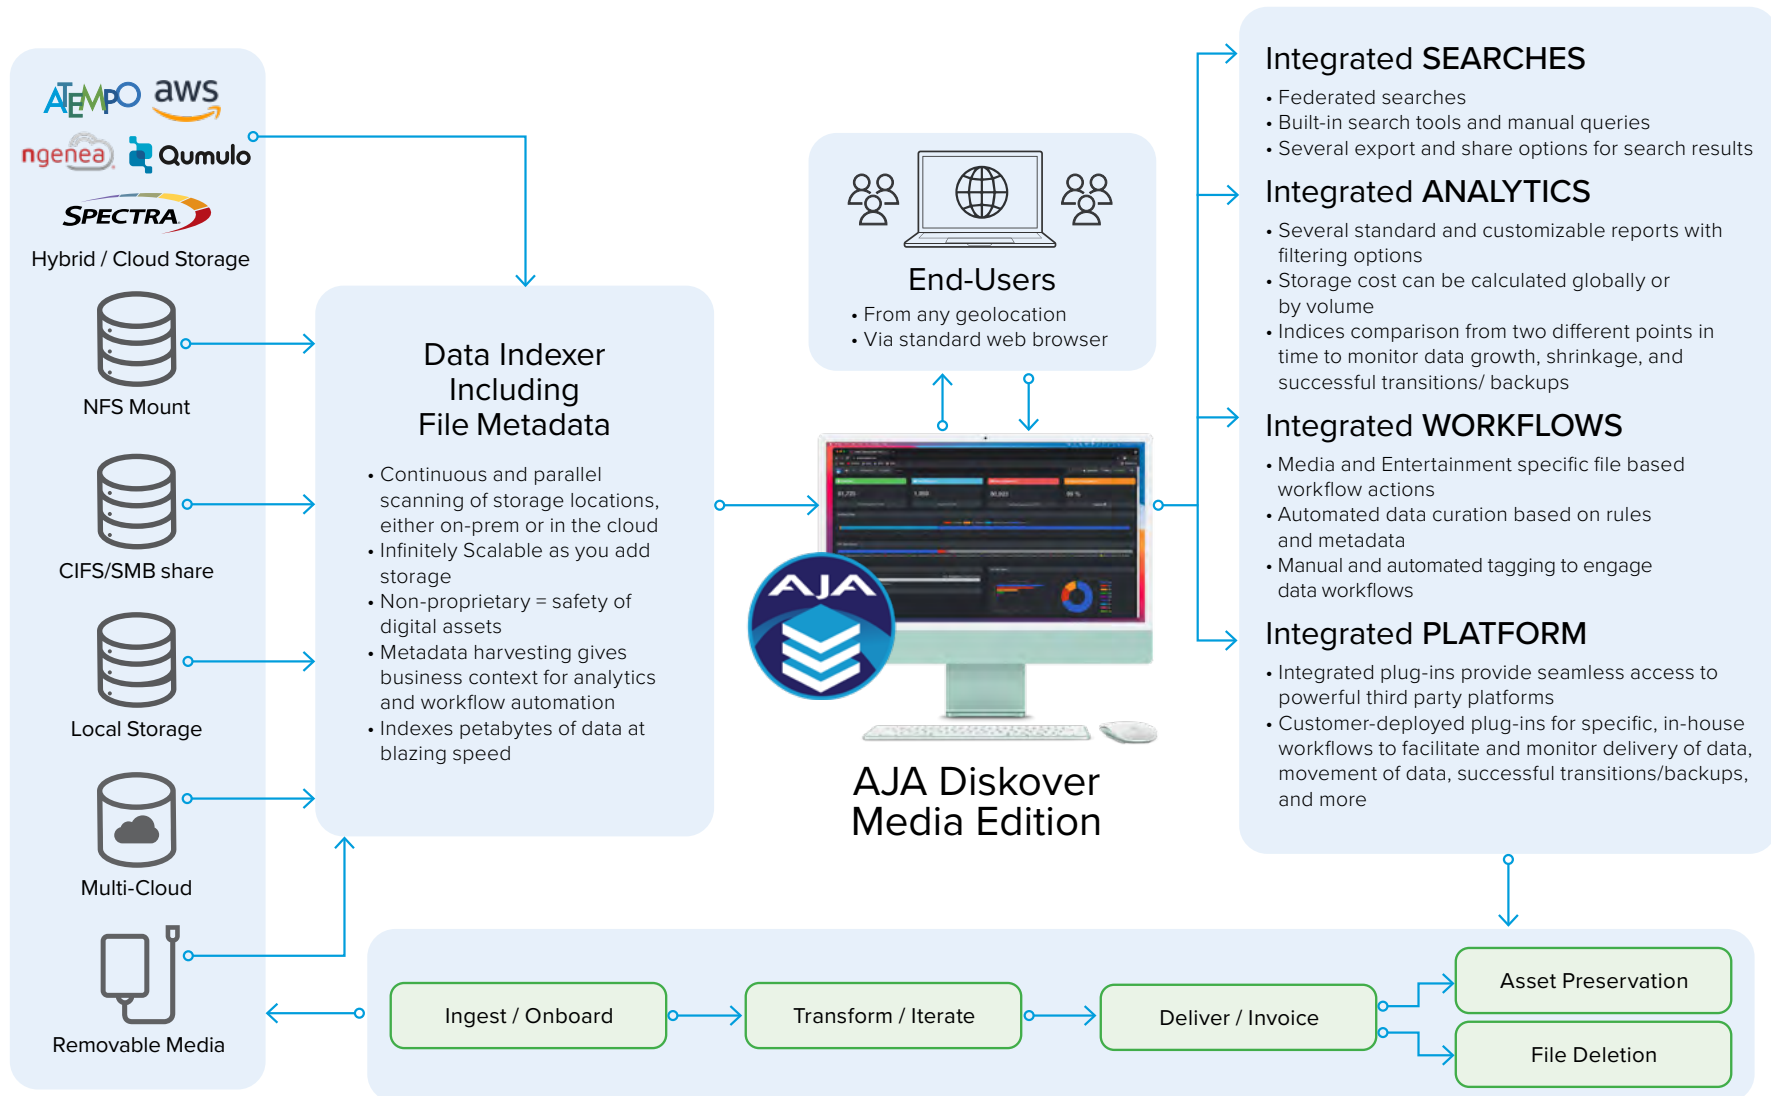 ATEMPO aws
ngenea Qumulo
SPECTRA
Hybrid / Cloud Storage
NFS Mount
CIFS/SMB share
Local Storage
Multi-Cloud
Removable Media
Data Indexer
Including
File Metadata
• Continuous and parallel
scanning of storage locations,
either on-prem or in the cloud
• Infinitely Scalable as you add
storage
• Non-proprietary = safety of
digital assets
• Metadata harvesting gives
business context for analytics
and workflow automation
• Indexes petabytes of data at
blazing speed
End-Users
• From any geolocation
• Via standard web browser
AJA
AJA Diskover
Media Edition
Integrated SEARCHES
• Federated searches
• Built-in search tools and manual queries
• Several export and share options for search results
Integrated ANALYTICS
• Several standard and customizable reports with
filtering options
• Storage cost can be calculated globally or
by volume
• Indices comparison from two different points in
time to monitor data growth, shrinkage, and
successful transitions/ backups
Integrated WORKFLOWS
• Media and Entertainment specific file based
workflow actions
• Automated data curation based on rules
and metadata
• Manual and automated tagging to engage
data workflows
Integrated PLATFORM
• Integrated plug-ins provide seamless access to
powerful third party platforms
• Customer-deployed plug-ins for specific, in-house
workflows to facilitate and monitor delivery of data,
movement of data, successful transitions/backups,
and more
Ingest / Onboard
Transform / Iterate
Deliver / Invoice
Asset Preservation
File Deletion